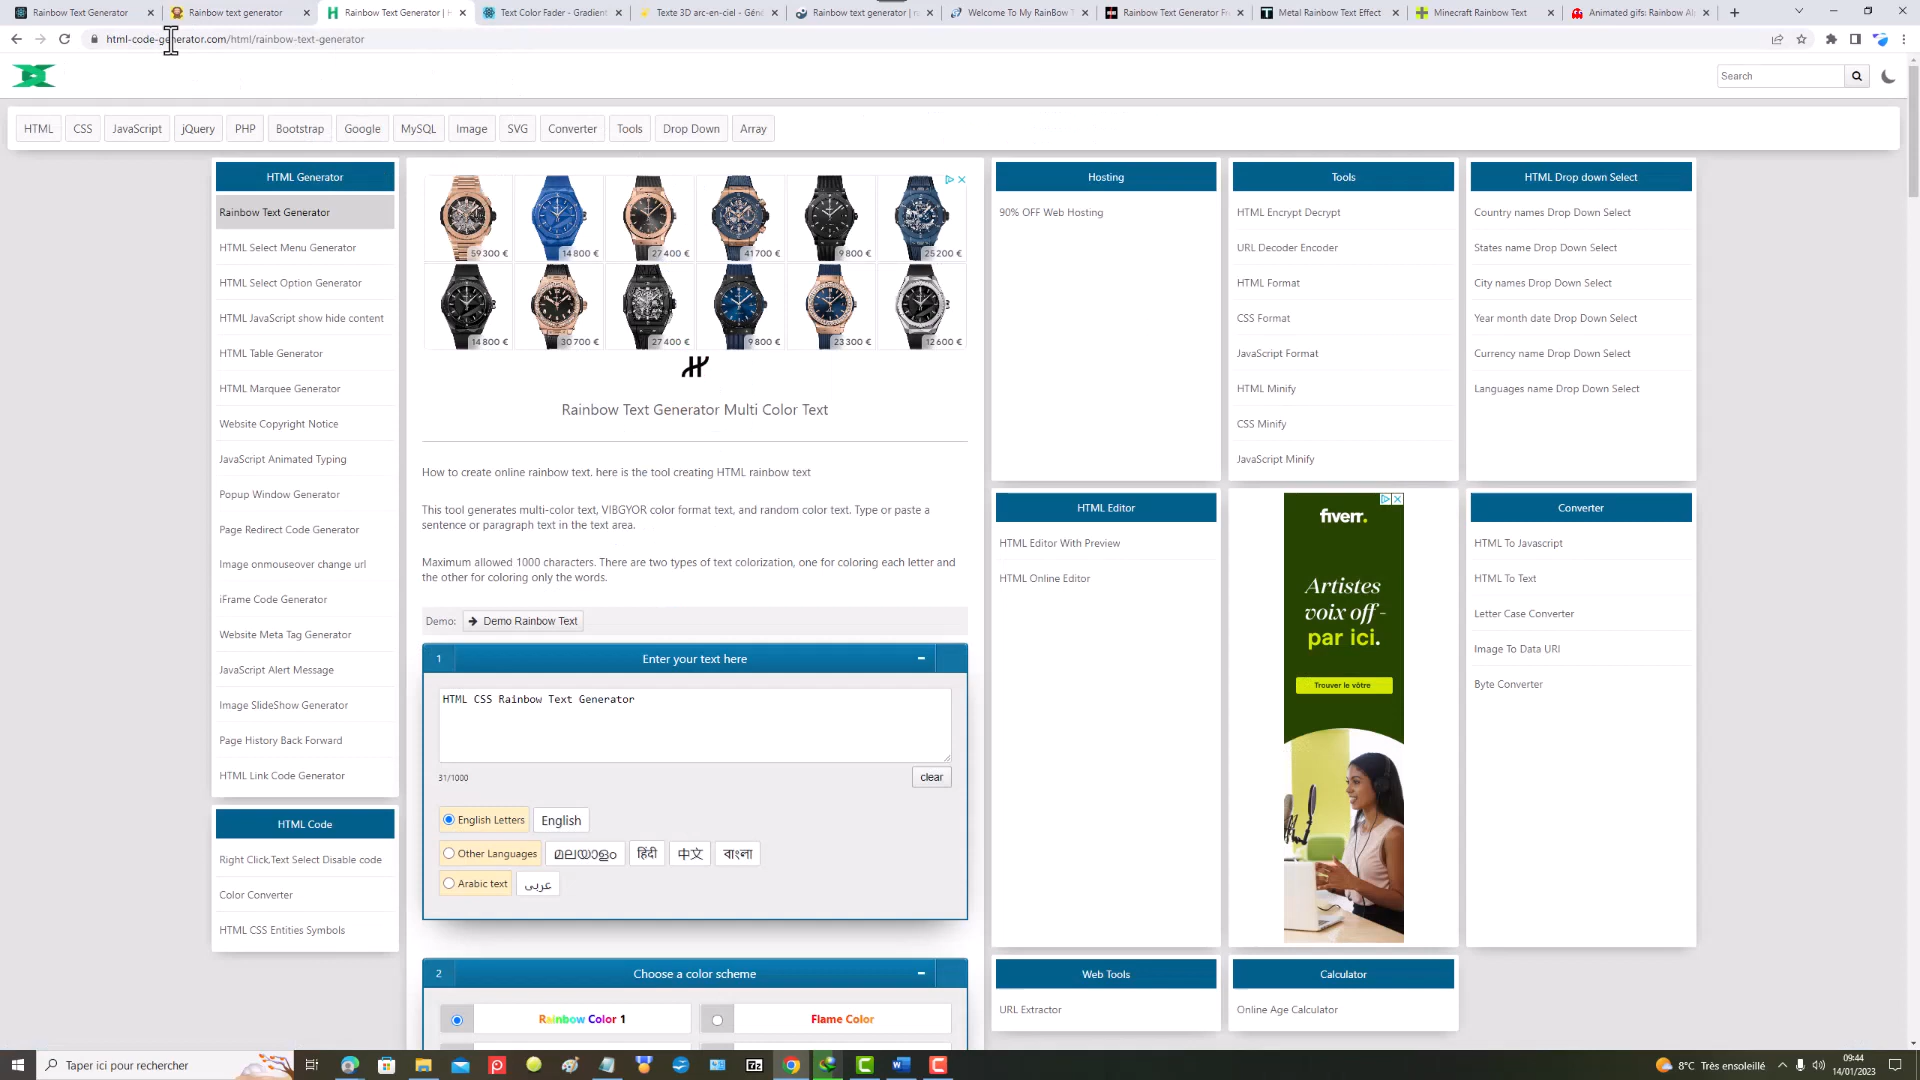 Rainbow Text Generator
Rainbow text generator
Rainbow Text Generator | H
Text Color Fader - Gradient
Texte 3D arc-en-ciel - Géné
Rainbow text generator | ra
Welcome To My RainBow T
Rainbow Text Generator Fr
Metal Rainbow Text Effect
Minecraft Rainbow Text
Animated gifs: Rainbow Al
html-code-generator.com/html/rainbow-text-generator
Search
HTML CSS JavaScript jQuery PHP Bootstrap Google MySQL Image SVG Converter Tools Drop Down Array
HTML Generator
Rainbow Text Generator
HTML Select Menu Generator
HTML Select Option Generator
HTML JavaScript show hide content
HTML Table Generator
HTML Marquee Generator
Website Copyright Notice
JavaScript Animated Typing
Popup Window Generator
Page Redirect Code Generator
Image onmouseover change url
iFrame Code Generator
Website Meta Tag Generator
JavaScript Alert Message
Image SlideShow Generator
Page History Back Forward
HTML Link Code Generator
HTML Code
Right Click,Text Select Disable code
Color Converter
HTML CSS Entities Symbols
59 300 € 14 800 € 27 400 € 41 700 € 9 800 € 25 200 €
14 800 € 30 700 € 27 400 € 9 800 € 23 300 € 12 600 €
Rainbow Text Generator Multi Color Text
How to create online rainbow text. here is the tool creating HTML rainbow text
This tool generates multi-color text, VIBGYOR color format text, and random color text. Type or paste a
sentence or paragraph text in the text area.
Maximum allowed 1000 characters. There are two types of text colorization, one for coloring each letter and
the other for coloring only the words.
Demo: Demo Rainbow Text
1 Enter your text here
HTML CSS Rainbow Text Generator
31/1000 clear
English Letters English
Other Languages മലയാളം हिंदी 中文 বাংলা
Arabic text عربى
2 Choose a color scheme
Rainbow Color 1 Flame Color
Hosting
90% OFF Web Hosting
Tools
HTML Encrypt Decrypt
URL Decoder Encoder
HTML Format
CSS Format
JavaScript Format
HTML Minify
CSS Minify
JavaScript Minify
HTML Drop down Select
Country names Drop Down Select
States name Drop Down Select
City names Drop Down Select
Year month date Drop Down Select
Currency name Drop Down Select
Languages name Drop Down Select
HTML Editor
HTML Editor With Preview
HTML Online Editor
fiverr.
Artistes
voix off -
par ici.
Trouver le vôtre
Converter
HTML To Javascript
HTML To Text
Letter Case Converter
Image To Data URI
Byte Converter
Web Tools
URL Extractor
Calculator
Online Age Calculator
Taper ici pour rechercher
8°C Très ensoleillé
09:44
14/01/2023